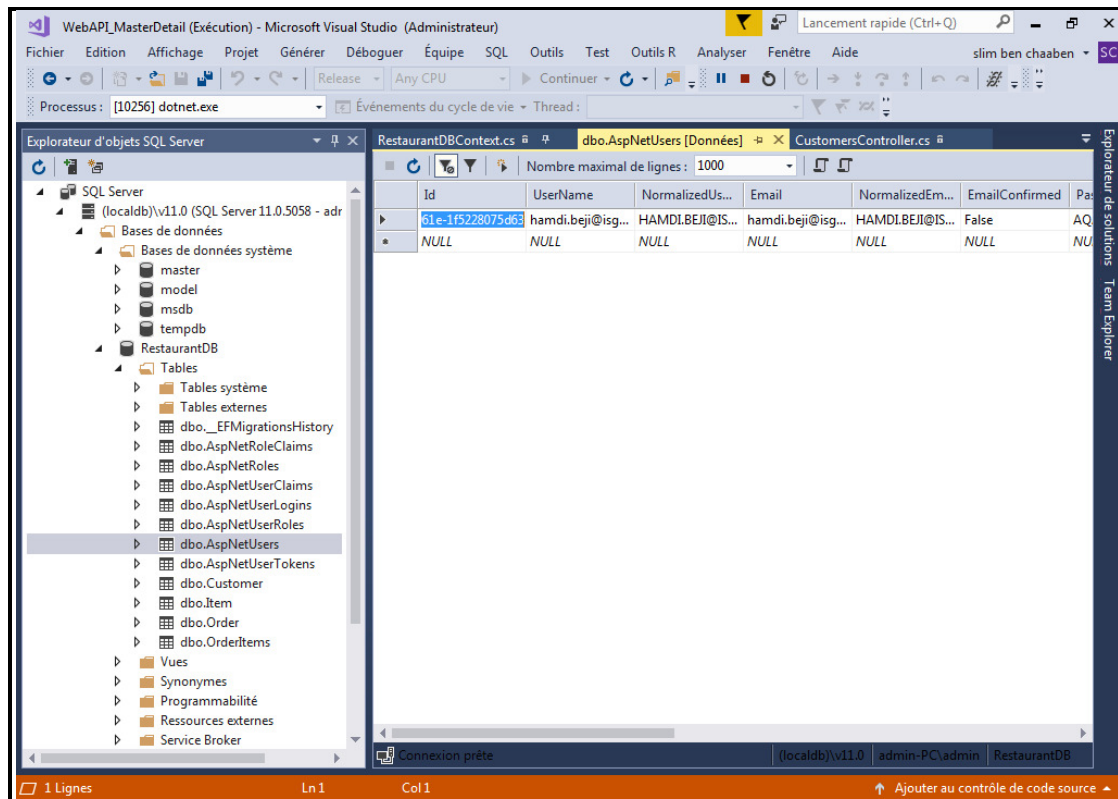 WebAPI_MasterDetail (Exécution) - Microsoft Visual Studio (Administrateur)
Lancement rapide (Ctrl+Q)
Fichier Edition Affichage Projet Générer Déboguer Équipe SQL Outils Test Outils R Analyser Fenêtre Aide
slim ben chaaben SC
Release Any CPU Continuer
Processus : [10256] dotnet.exe Événements du cycle de vie Thread :
Explorateur d'objets SQL Server
SQL Server
(localdb)\v11.0 (SQL Server 11.0.5058 - adr
Bases de données
Bases de données système
master
model
msdb
tempdb
RestaurantDB
Tables
Tables système
Tables externes
dbo.__EFMigrationsHistory
dbo.AspNetRoleClaims
dbo.AspNetRoles
dbo.AspNetUserClaims
dbo.AspNetUserLogins
dbo.AspNetUserRoles
dbo.AspNetUsers
dbo.AspNetUserTokens
dbo.Customer
dbo.Item
dbo.Order
dbo.OrderItems
Vues
Synonymes
Programmabilité
Ressources externes
Service Broker
RestaurantDBContext.cs dbo.AspNetUsers [Données] CustomersController.cs
Nombre maximal de lignes : 1000
Id UserName NormalizedUs... Email NormalizedEm... EmailConfirmed Pas
61e-1f5228075d63 hamdi.beji@isg... HAMDI.BEJI@IS... hamdi.beji@isg... HAMDI.BEJI@IS... False AQ
NULL NULL NULL NULL NULL NULL NU
Connexion prête (localdb)\v11.0 admin-PC\admin RestaurantDB
Explorateur de solutions
Team Explorer
1 Lignes Ln 1 Col 1 Ajouter au contrôle de code source